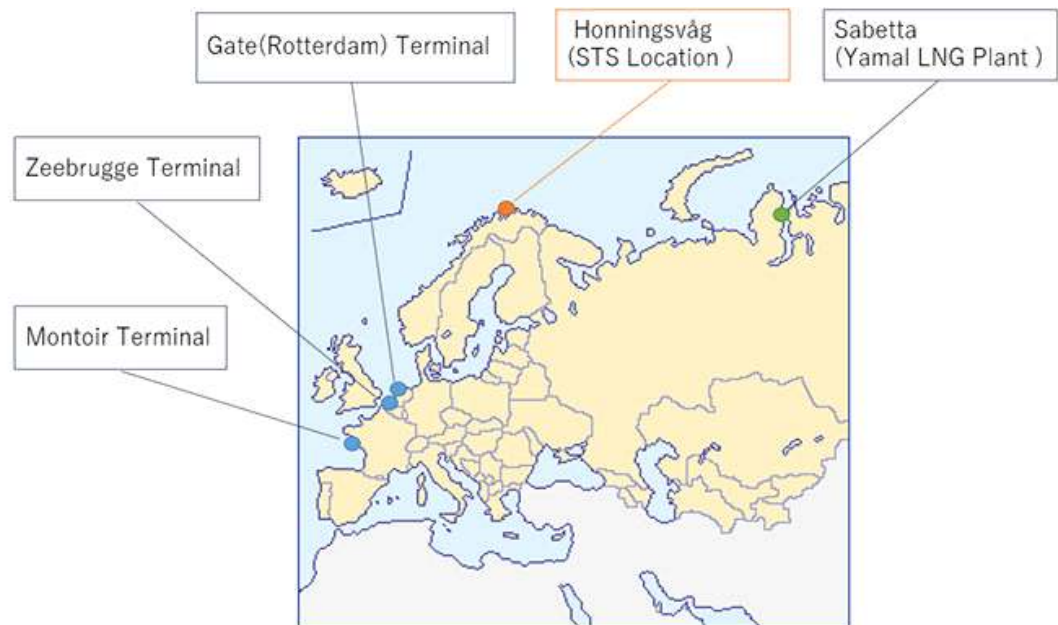 Gate(Rotterdam) Terminal
Honningsvåg
(STS Location )
Sabetta
(Yamal LNG Plant )
Zeebrugge Terminal
Montoir Terminal